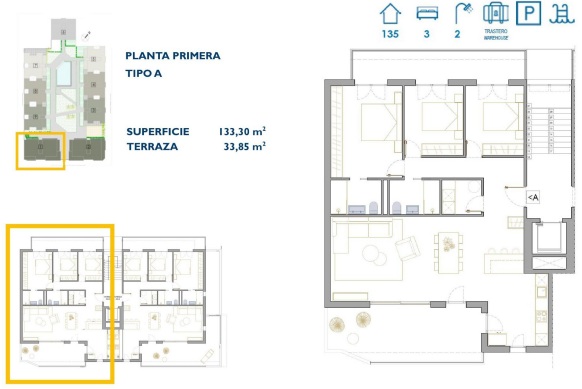 135
3
2
TRASTERO
WAREHOUSE
P
PLANTA PRIMERA
TIPO A
SUPERFICIE 133,30 m²
TERRAZA 33,85 m²
<A